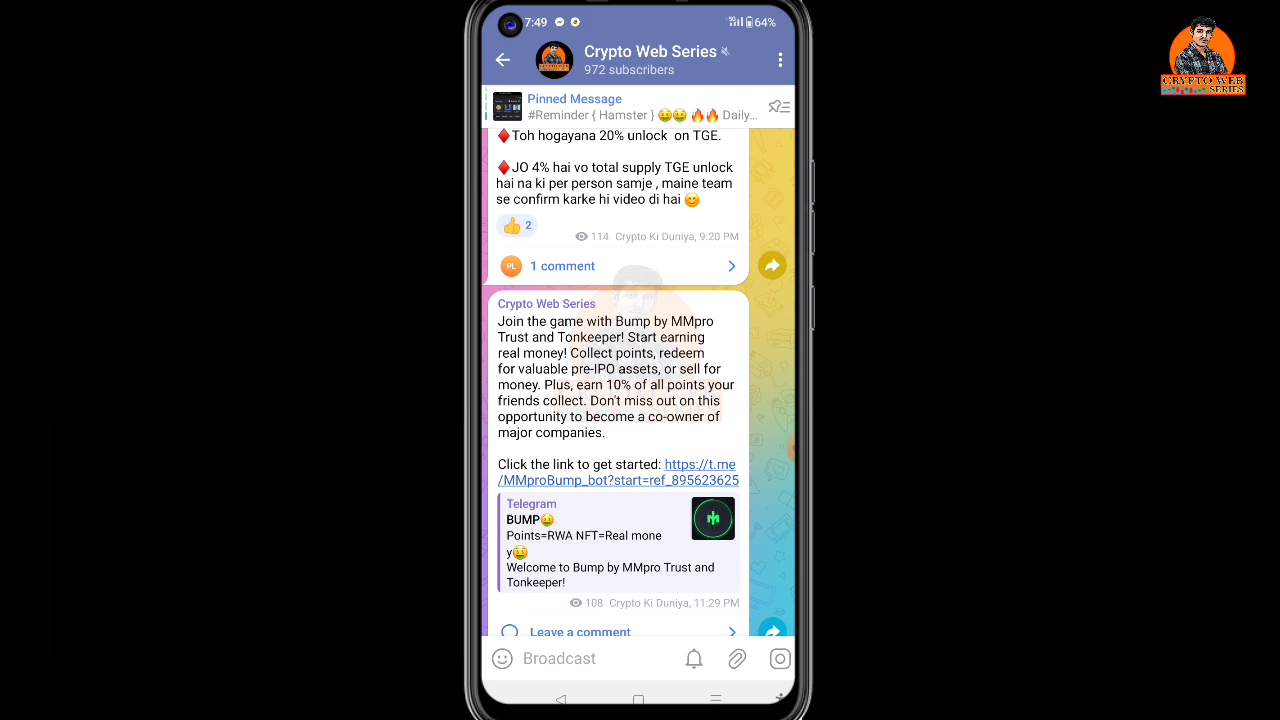 7:49
64%
Crypto Web Series
972 subscribers
Pinned Message
#Reminder { Hamster } 🤑🤑 🔥🔥 Daily...
♦️Toh hogayana 20% unlock on TGE.
♦️JO 4% hai vo total supply TGE unlock
hai na ki per person samje , maine team
se confirm karke hi video di hai 😊
👍 2
114 Crypto Ki Duniya, 9:20 PM
PL
1 comment
Crypto Web Series
Join the game with Bump by MMpro
Trust and Tonkeeper! Start earning
real money! Collect points, redeem
for valuable pre-IPO assets, or sell for
money. Plus, earn 10% of all points your
friends collect. Don't miss out on this
opportunity to become a co-owner of
major companies.
Click the link to get started: https://t.me
/MMproBump_bot?start=ref_895623625
Telegram
BUMP🤑
Points=RWA NFT=Real mone
y🤑
Welcome to Bump by MMpro Trust and
Tonkeeper!
108 Crypto Ki Duniya, 11:29 PM
Leave a comment
Broadcast
CRYPTO WEB
SERIES